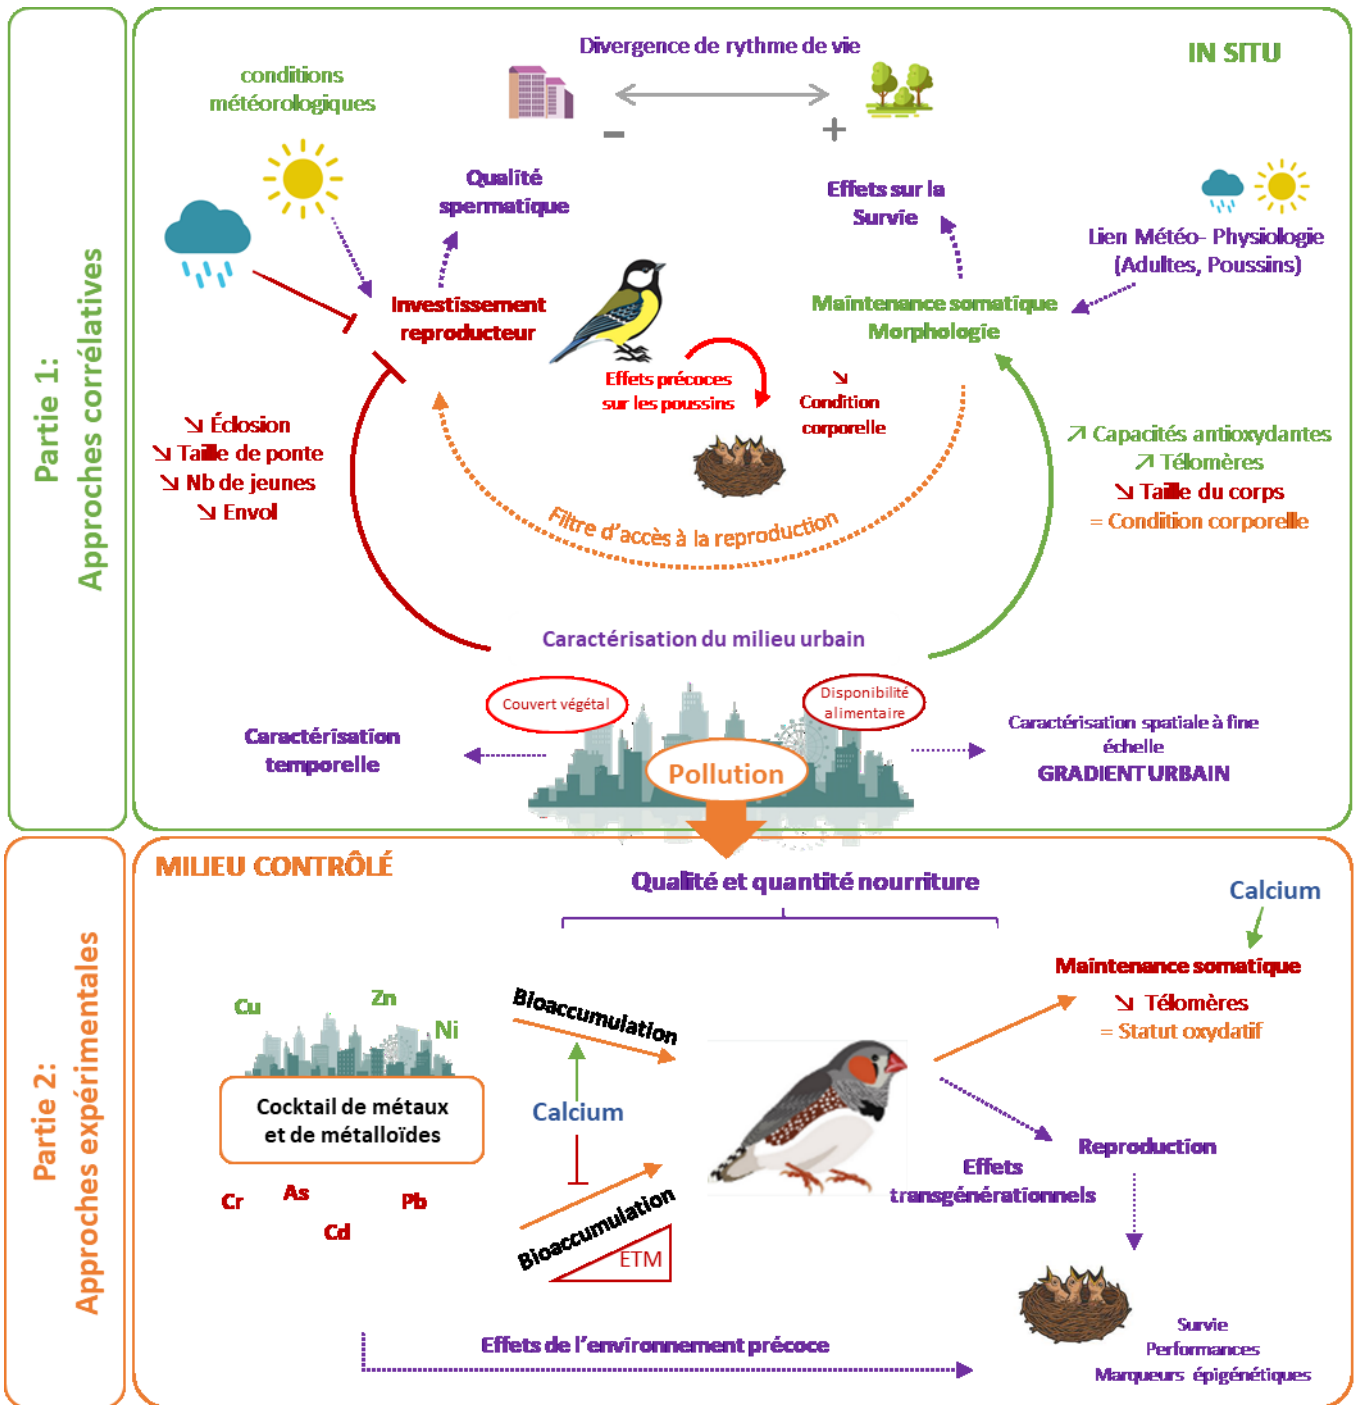 Partie 1:
Approches corrélatives
IN SITU
Divergence de rythme de vie
conditions
météorologiques
−
+
Qualité
spermatique
Effets sur la
Survie
Lien Météo- Physiologie
(Adultes, Poussins)
Investissement
reproducteur
Maintenance somatique
Morphologie
Effets précoces
sur les poussins
↘
Condition
corporelle
↘ Éclosion
↘ Taille de ponte
↘ Nb de jeunes
↘ Envol
↗ Capacités antioxydantes
↗ Télomères
↘ Taille du corps
= Condition corporelle
Filtre d'accès à la reproduction
Caractérisation du milieu urbain
Couvert végétal
Disponibilité
alimentaire
Pollution
Caractérisation
temporelle
Caractérisation spatiale à fine
échelle
GRADIENT URBAIN
Partie 2:
Approches expérimentales
MILIEU CONTRÔLÉ
Qualité et quantité nourriture
Calcium
Maintenance somatique
↘ Télomères
= Statut oxydatif
Cu
Zn
Ni
Cocktail de métaux
et de métalloïdes
Cr
As
Cd
Pb
Bioaccumulation
Calcium
Bioaccumulation
ETM
Reproduction
Effets
transgénérationnels
Survie
Performances
Marqueurs épigénétiques
Effets de l'environnement précoce